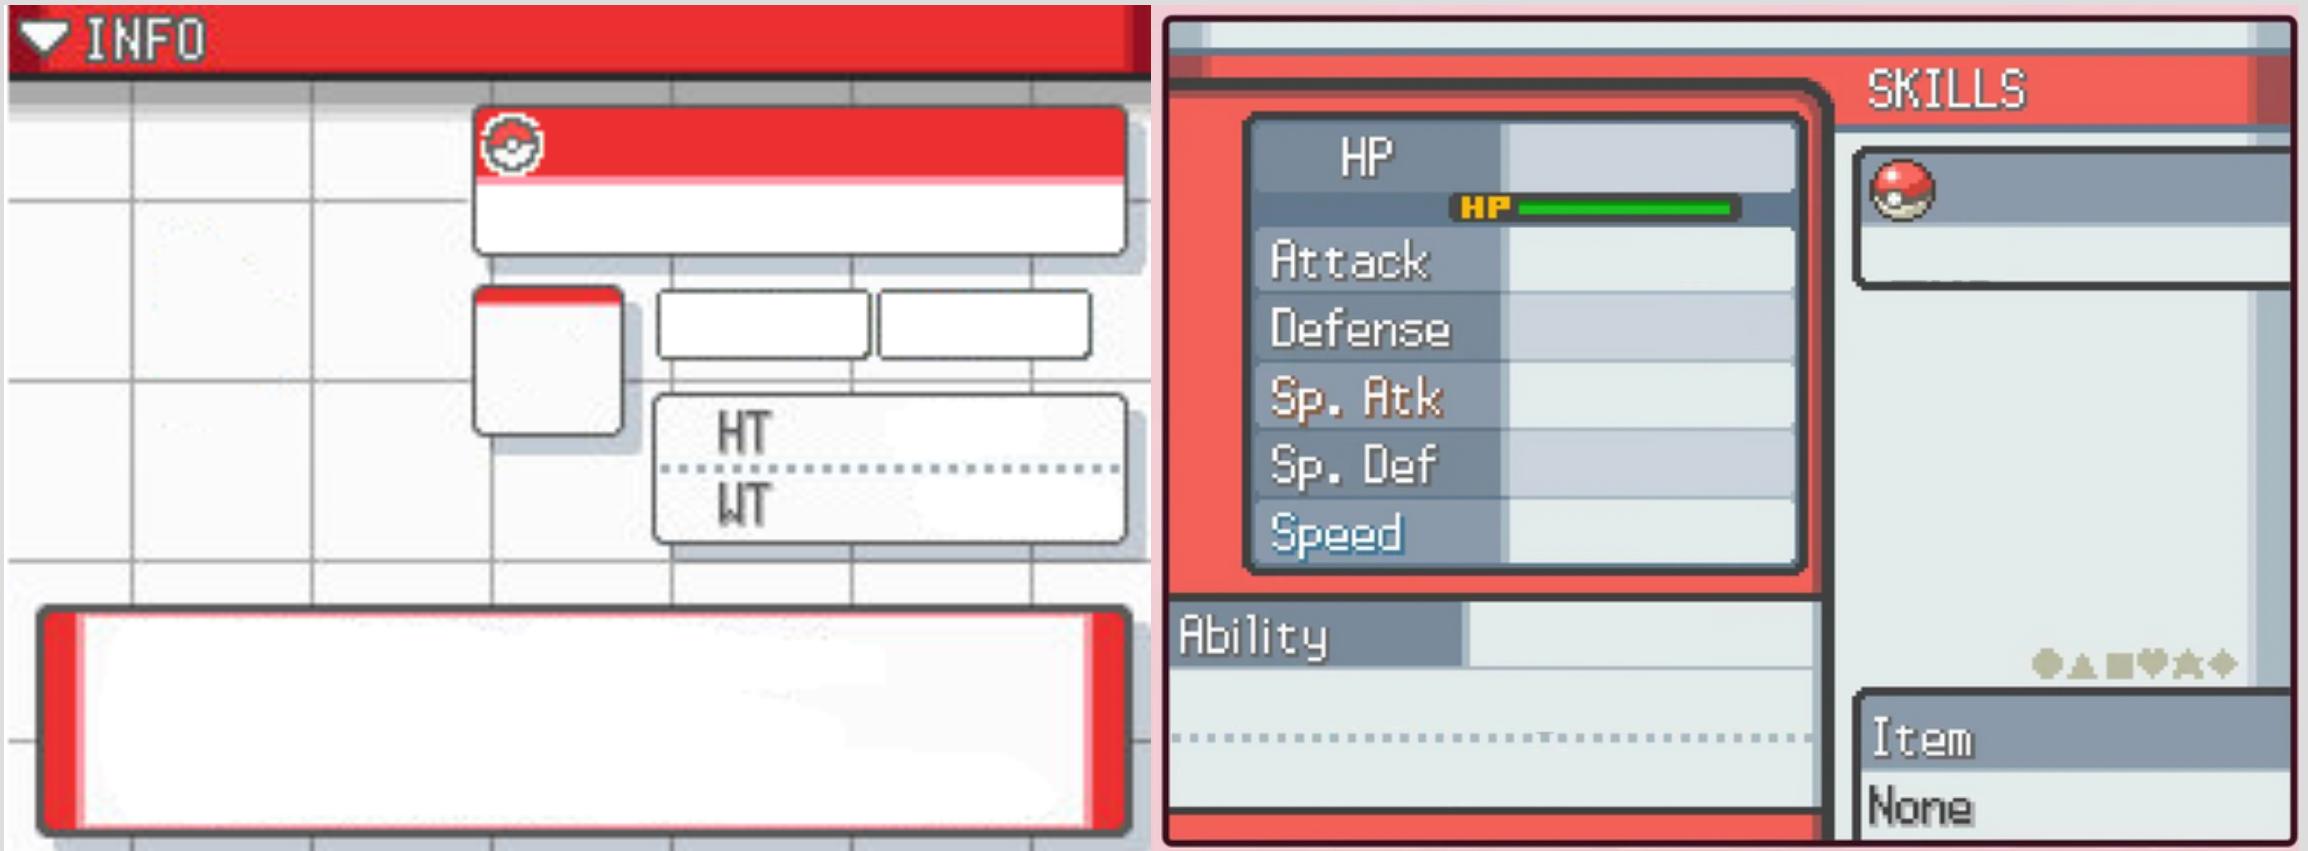 INFO
HT
WT
SKILLS
HP
HP
Attack
Defense
Sp. Atk
Sp. Def
Speed
Ability
Item
None